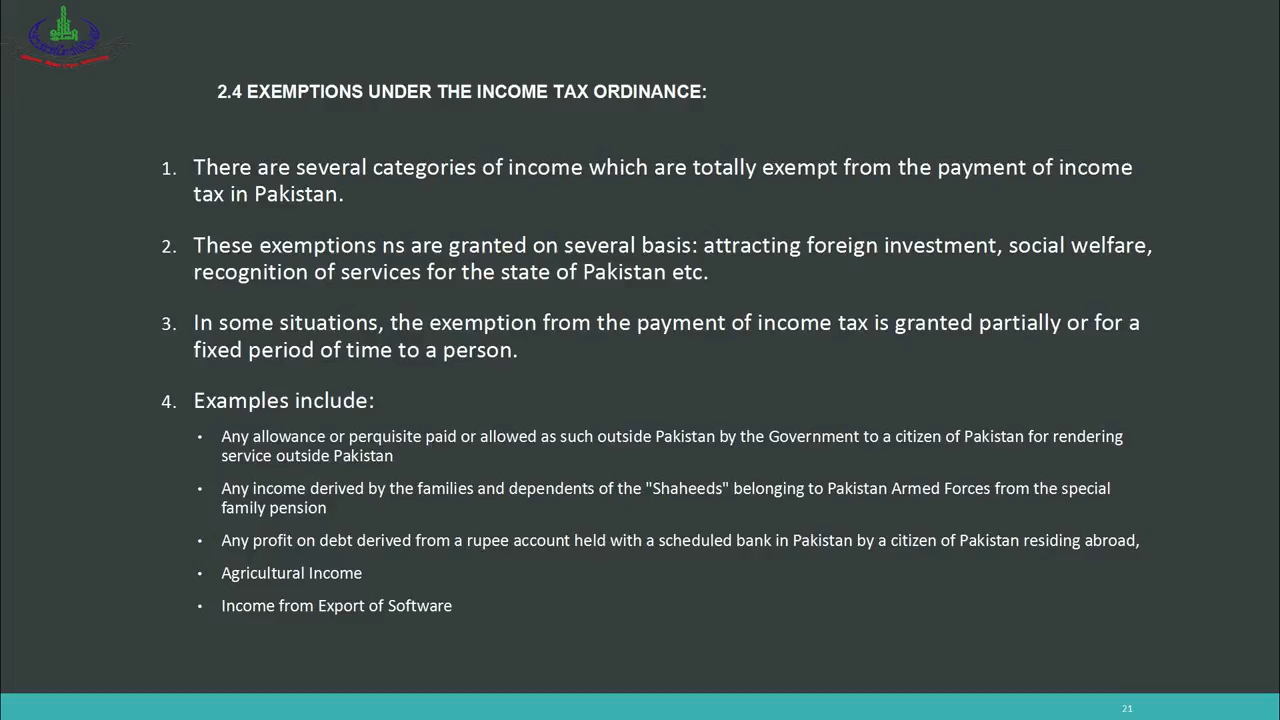 2.4 EXEMPTIONS UNDER THE INCOME TAX ORDINANCE:
1. There are several categories of income which are totally exempt from the payment of income
tax in Pakistan.
2. These exemptions ns are granted on several basis: attracting foreign investment, social welfare,
recognition of services for the state of Pakistan etc.
3. In some situations, the exemption from the payment of income tax is granted partially or for a
fixed period of time to a person.
4. Examples include:
• Any allowance or perquisite paid or allowed as such outside Pakistan by the Government to a citizen of Pakistan for rendering
service outside Pakistan
• Any income derived by the families and dependents of the "Shaheeds" belonging to Pakistan Armed Forces from the special
family pension
• Any profit on debt derived from a rupee account held with a scheduled bank in Pakistan by a citizen of Pakistan residing abroad,
• Agricultural Income
• Income from Export of Software
21